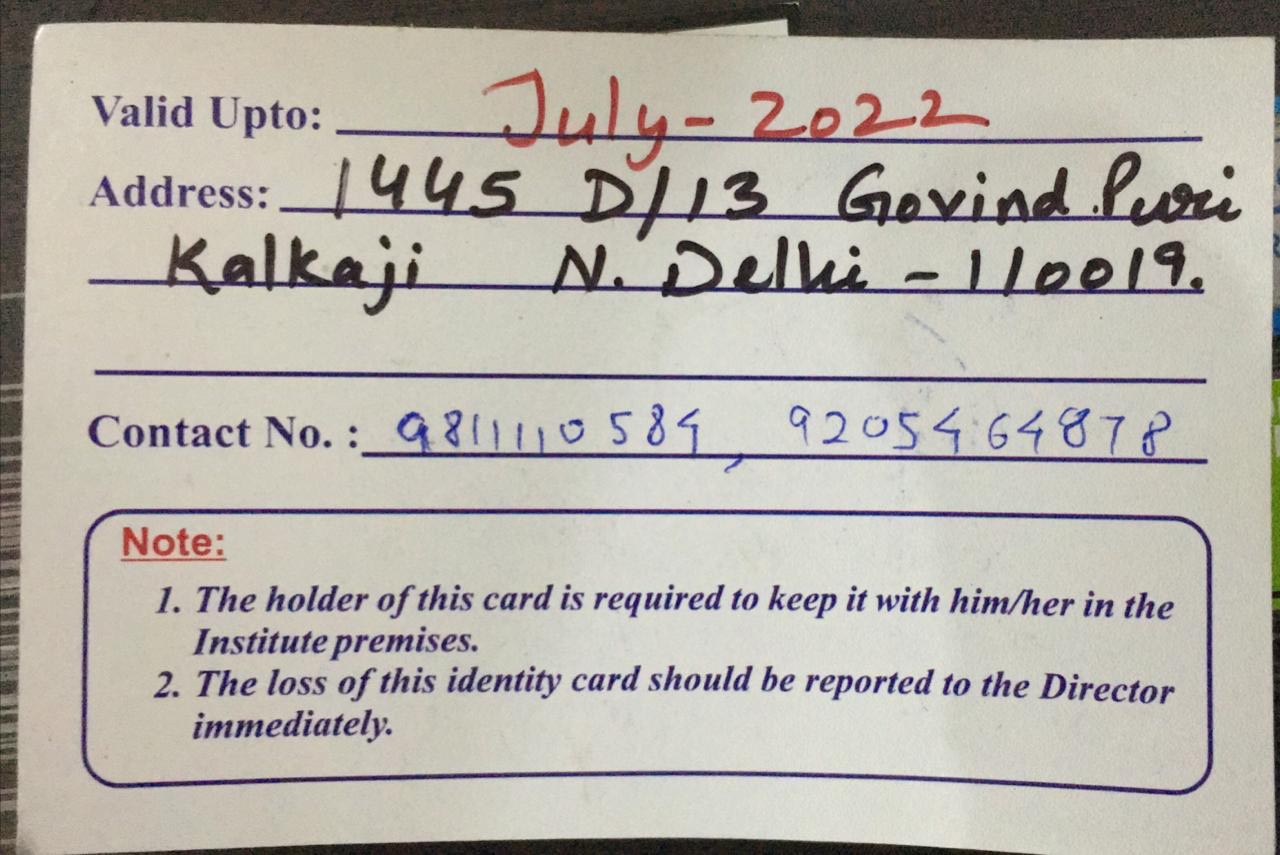 Valid Upto: July - 2022
Address: 1445 D/13 Govind Puri
Kalkaji N. Delhi - 110019.
Contact No. : 9811110584, 9205464878
Note:
1. The holder of this card is required to keep it with him/her in the
Institute premises.
2. The loss of this identity card should be reported to the Director
immediately.